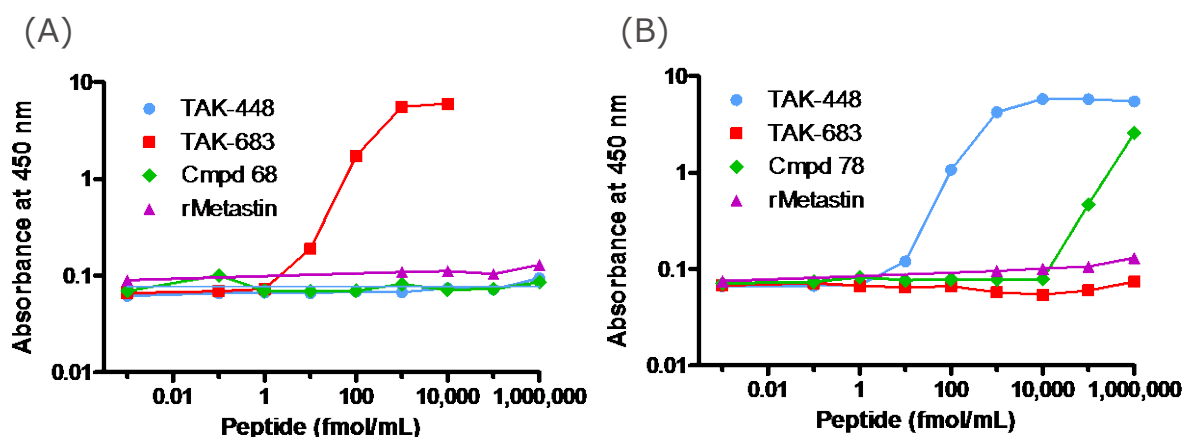 (A)
10
1
0.1
0.01
Absorbance at 450 nm
TAK-448
TAK-683
Cmpd 68
rMetastin
0.01 1 100 10,000 1,000,000
Peptide (fmol/mL)
(B)
10
1
0.1
0.01
Absorbance at 450 nm
TAK-448
TAK-683
Cmpd 78
rMetastin
0.01 1 100 10,000 1,000,000
Peptide (fmol/mL)